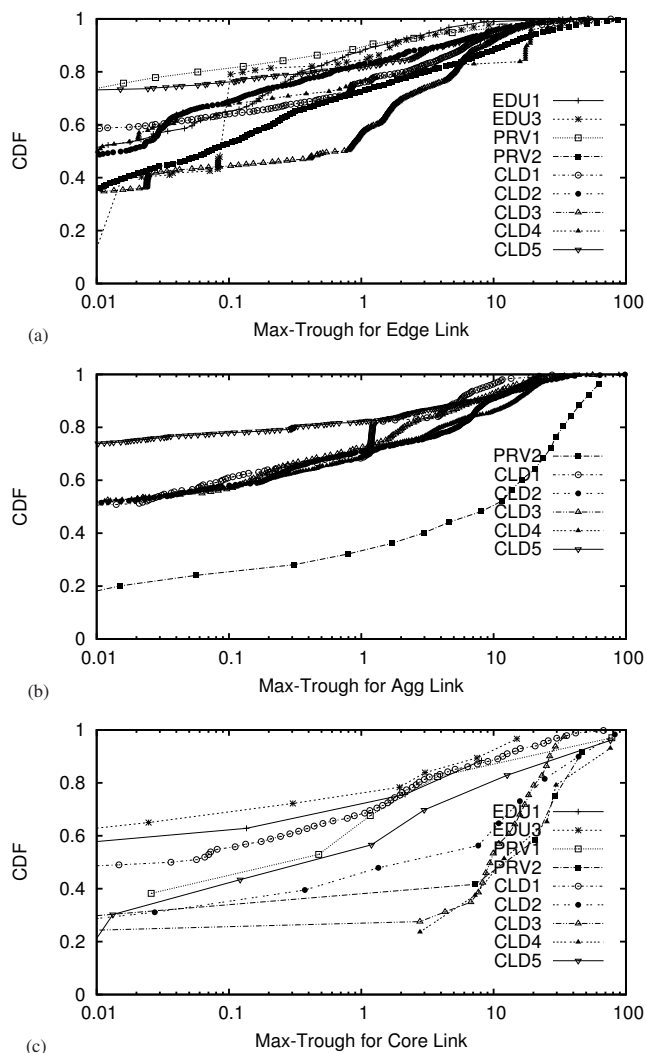 1
0.8
0.6
0.4
0.2
0
CDF
EDU1
EDU3
PRV1
PRV2
CLD1
CLD2
CLD3
CLD4
CLD5
0.01 0.1 1 10 100
(a) Max-Trough for Edge Link
1
0.8
0.6
0.4
0.2
0
CDF
PRV2
CLD1
CLD2
CLD3
CLD4
CLD5
0.01 0.1 1 10 100
(b) Max-Trough for Agg Link
1
0.8
0.6
0.4
0.2
0
CDF
EDU1
EDU3
PRV1
PRV2
CLD1
CLD2
CLD3
CLD4
CLD5
0.01 0.1 1 10 100
(c) Max-Trough for Core Link